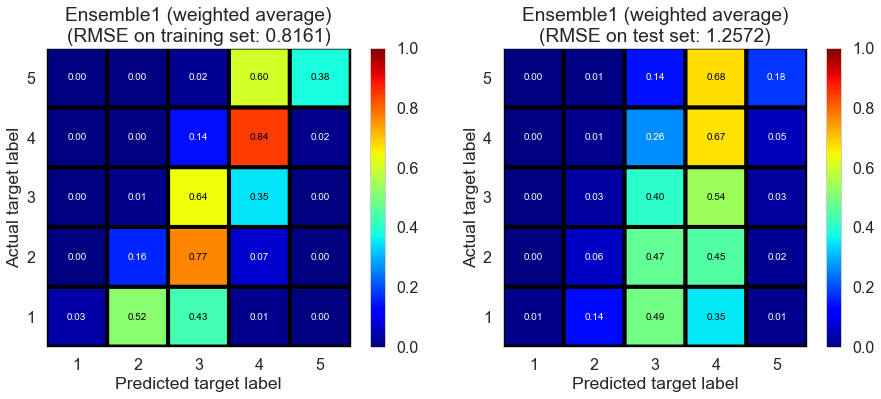 Ensemble1 (weighted average)
(RMSE on training set: 0.8161)
Actual target label
5
0.00 0.00 0.02 0.60 0.38
4
0.00 0.00 0.14 0.84 0.02
3
0.00 0.01 0.64 0.35 0.00
2
0.00 0.16 0.77 0.07 0.00
1
0.03 0.52 0.43 0.01 0.00
1 2 3 4 5
Predicted target label
1.0
0.8
0.6
0.4
0.2
0.0
Ensemble1 (weighted average)
(RMSE on test set: 1.2572)
Actual target label
5
0.00 0.01 0.14 0.68 0.18
4
0.00 0.01 0.26 0.67 0.05
3
0.00 0.03 0.40 0.54 0.03
2
0.00 0.06 0.47 0.45 0.02
1
0.01 0.14 0.49 0.35 0.01
1 2 3 4 5
Predicted target label
1.0
0.8
0.6
0.4
0.2
0.0